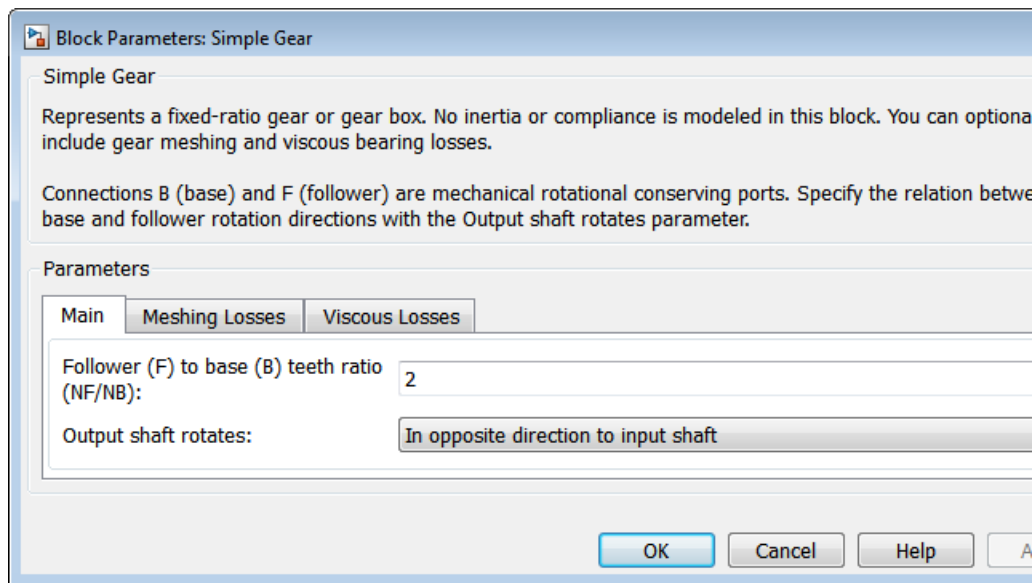 Block Parameters: Simple Gear
Simple Gear
Represents a fixed-ratio gear or gear box. No inertia or compliance is modeled in this block. You can optiona
include gear meshing and viscous bearing losses.
Connections B (base) and F (follower) are mechanical rotational conserving ports. Specify the relation betwe
base and follower rotation directions with the Output shaft rotates parameter.
Parameters
Main Meshing Losses Viscous Losses
Follower (F) to base (B) teeth ratio
(NF/NB):
2
Output shaft rotates: In opposite direction to input shaft
OK Cancel Help A